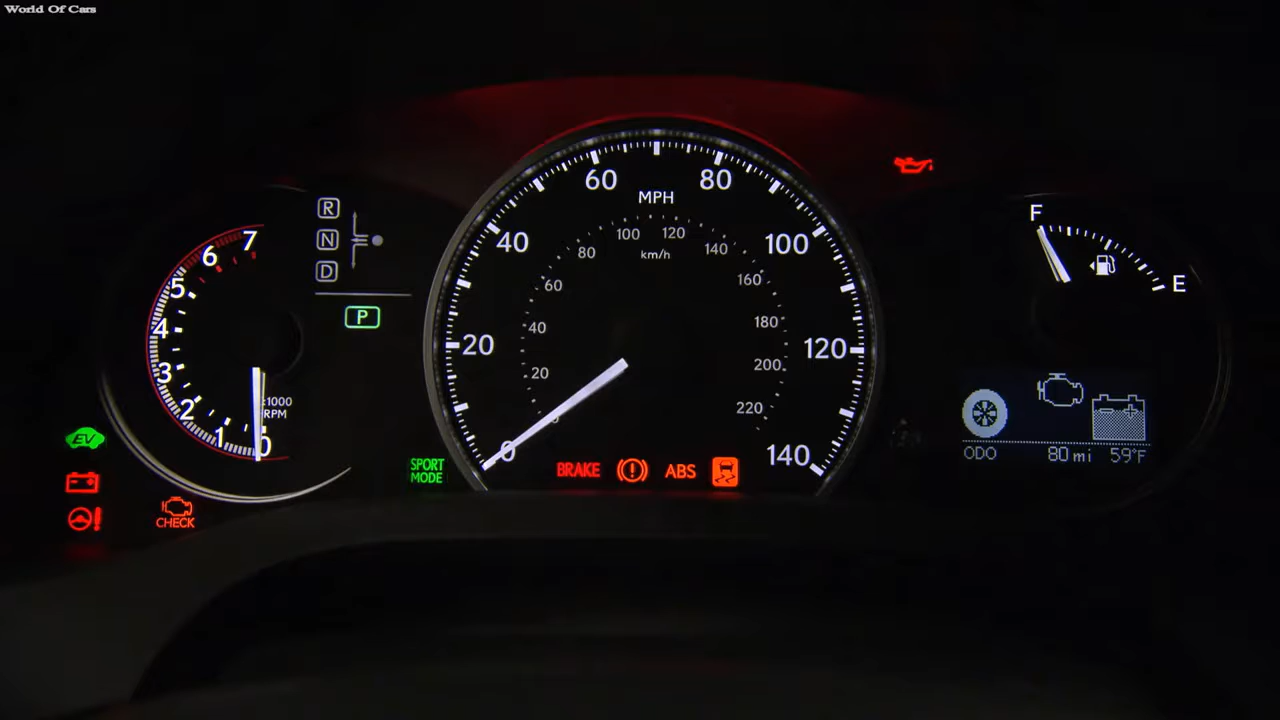 World Of Cars
R
N
D
P
7
6
5
4
3
2
1
0
x1000
RPM
EV
CHECK
SPORT
MODE
0
20
40
60
80
100
120
140
MPH
20
40
60
80
100
120
140
160
180
200
220
km/h
BRAKE
ABS
F
E
ODO 80 mi 59°F